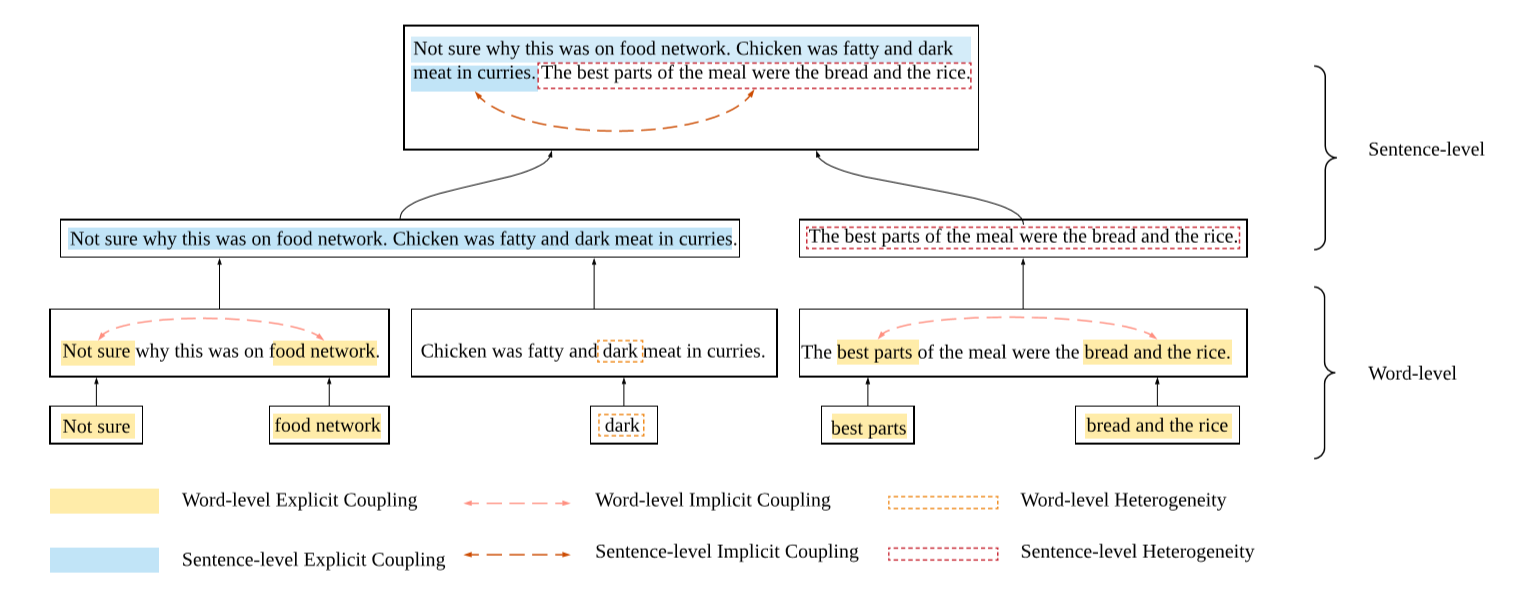 Not sure why this was on food network. Chicken was fatty and dark
meat in curries. The best parts of the meal were the bread and the rice.
Sentence-level
Not sure why this was on food network. Chicken was fatty and dark meat in curries.
The best parts of the meal were the bread and the rice.
Not sure why this was on food network.
Chicken was fatty and dark meat in curries.
The best parts of the meal were the bread and the rice.
Word-level
Not sure
food network
dark
best parts
bread and the rice
Word-level Explicit Coupling
Word-level Implicit Coupling
Word-level Heterogeneity
Sentence-level Explicit Coupling
Sentence-level Implicit Coupling
Sentence-level Heterogeneity